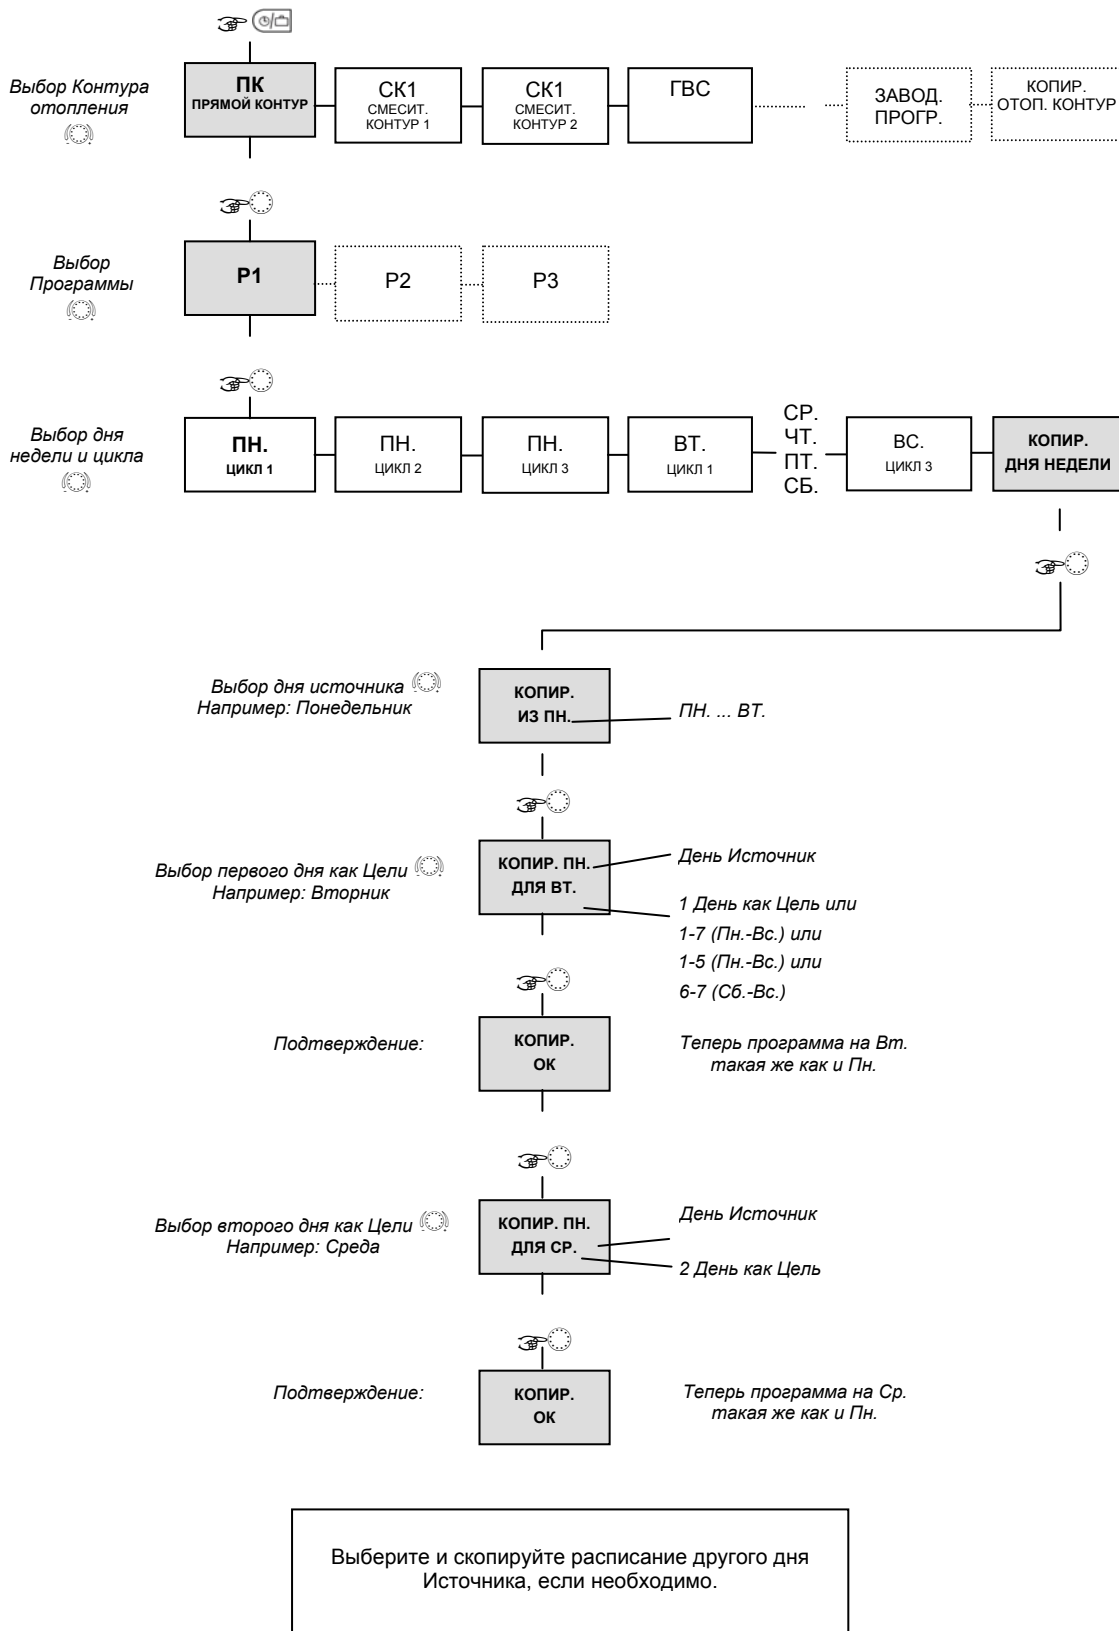 Выбор Контура
отопления
ПК
ПРЯМОЙ КОНТУР
СК1
СМЕСИТ.
КОНТУР 1
СК1
СМЕСИТ.
КОНТУР 2
ГВС
ЗАВОД.
ПРОГР.
КОПИР.
ОТОП. КОНТУР
Выбор
Программы
P1
P2
P3
Выбор дня
недели и цикла
ПН.
ЦИКЛ 1
ПН.
ЦИКЛ 2
ПН.
ЦИКЛ 3
ВТ.
ЦИКЛ 1
СР.
ЧТ.
ПТ.
СБ.
ВС.
ЦИКЛ 3
КОПИР.
ДНЯ НЕДЕЛИ
Выбор дня источника
Например: Понедельник
КОПИР.
ИЗ ПН.
ПН. ... ВТ.
Выбор первого дня как Цели
Например: Вторник
КОПИР. ПН.
ДЛЯ ВТ.
День Источник
1 День как Цель или
1-7 (Пн.-Вс.) или
1-5 (Пн.-Вс.) или
6-7 (Сб.-Вс.)
Подтверждение:
КОПИР.
ОК
Теперь программа на Вт.
такая же как и Пн.
Выбор второго дня как Цели
Например: Среда
КОПИР. ПН.
ДЛЯ СР.
День Источник
2 День как Цель
Подтверждение:
КОПИР.
ОК
Теперь программа на Ср.
такая же как и Пн.
Выберите и скопируйте расписание другого дня
Источника, если необходимо.